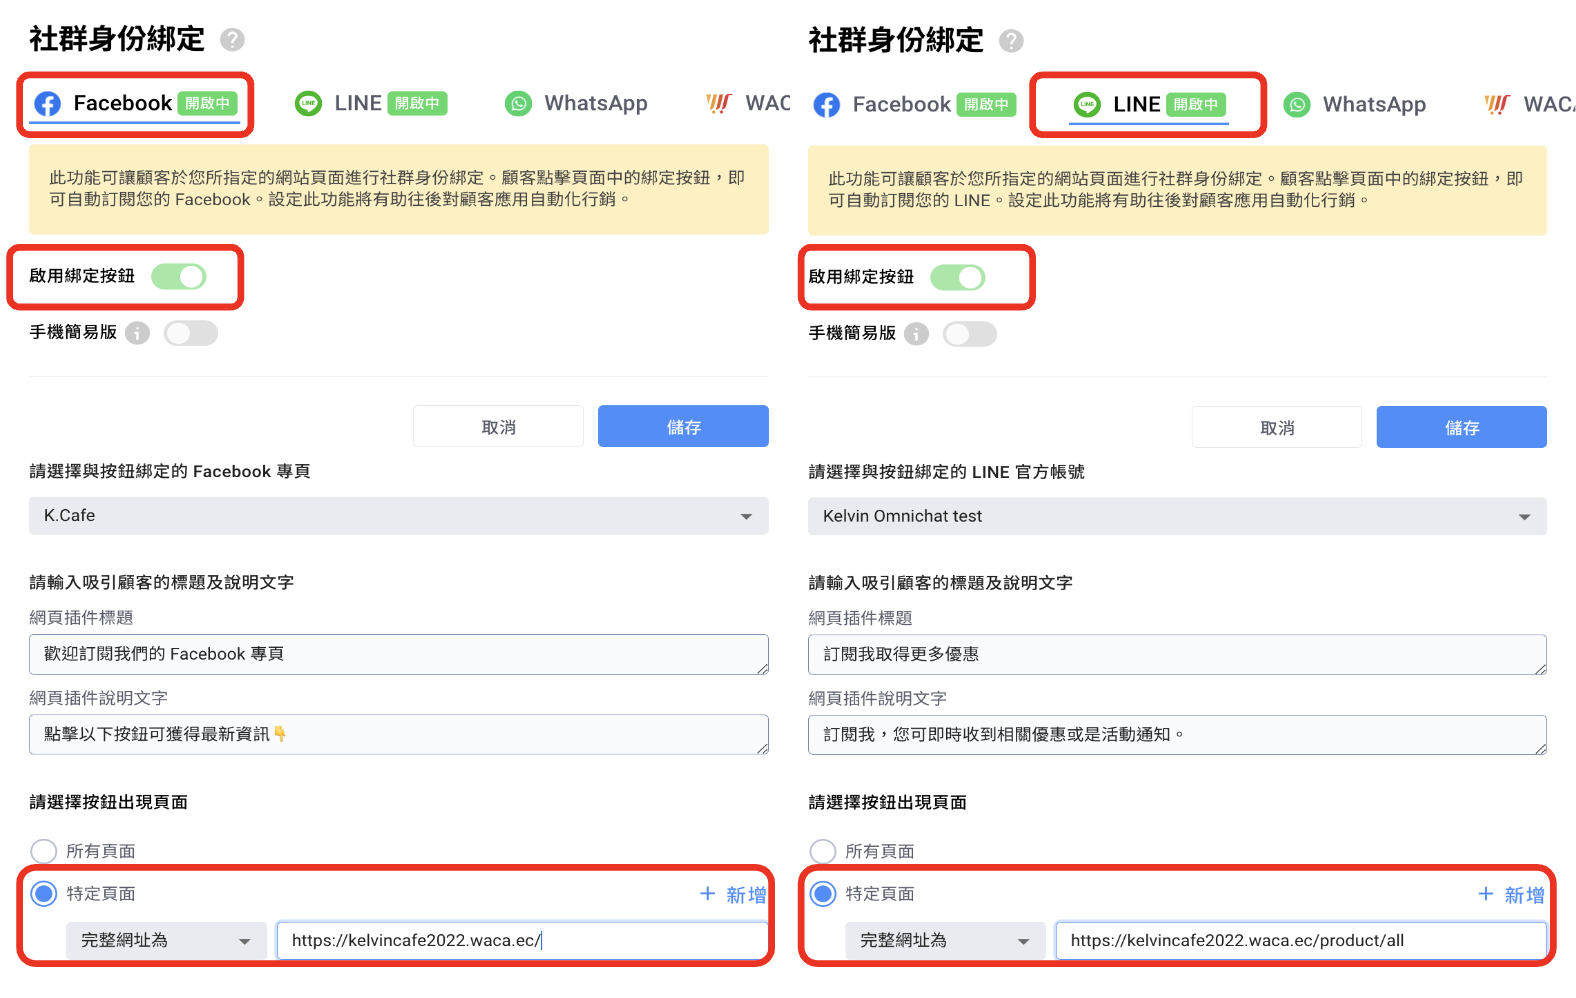 社群身份綁定 ?
Facebook 開啟中 LINE 開啟中 WhatsApp WAC
此功能可讓顧客於您所指定的網站頁面進行社群身份綁定。顧客點擊頁面中的綁定按鈕，即
可自動訂閱您的 Facebook。設定此功能將有助往後對顧客應用自動化行銷。
啟用綁定按鈕
手機簡易版 i
取消 儲存
請選擇與按鈕綁定的 Facebook 專頁
K.Cafe
請輸入吸引顧客的標題及說明文字
網頁插件標題
歡迎訂閱我們的 Facebook 專頁
網頁插件說明文字
點擊以下按鈕可獲得最新資訊👇
請選擇按鈕出現頁面
所有頁面
特定頁面 + 新增
完整網址為 https://kelvincafe2022.waca.ec/
社群身份綁定 ?
Facebook 開啟中 LINE 開啟中 WhatsApp WACA
此功能可讓顧客於您所指定的網站頁面進行社群身份綁定。顧客點擊頁面中的綁定按鈕，即
可自動訂閱您的 LINE。設定此功能將有助往後對顧客應用自動化行銷。
啟用綁定按鈕
手機簡易版 i
取消 儲存
請選擇與按鈕綁定的 LINE 官方帳號
Kelvin Omnichat test
請輸入吸引顧客的標題及說明文字
網頁插件標題
訂閱我取得更多優惠
網頁插件說明文字
訂閱我，您可即時收到相關優惠或是活動通知。
請選擇按鈕出現頁面
所有頁面
特定頁面 + 新增
完整網址為 https://kelvincafe2022.waca.ec/product/all